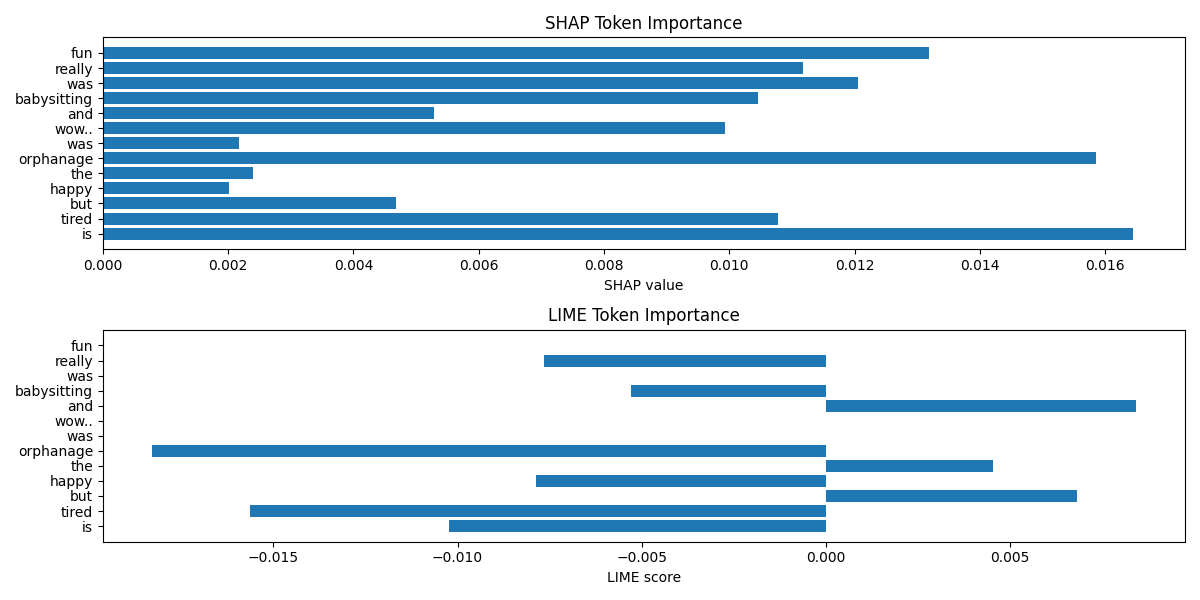 SHAP Token Importance
fun
really
was
babysitting
and
wow..
was
orphanage
the
happy
but
tired
is
0.000 0.002 0.004 0.006 0.008 0.010 0.012 0.014 0.016
SHAP value
LIME Token Importance
fun
really
was
babysitting
and
wow..
was
orphanage
the
happy
but
tired
is
−0.015 −0.010 −0.005 0.000 0.005
LIME score